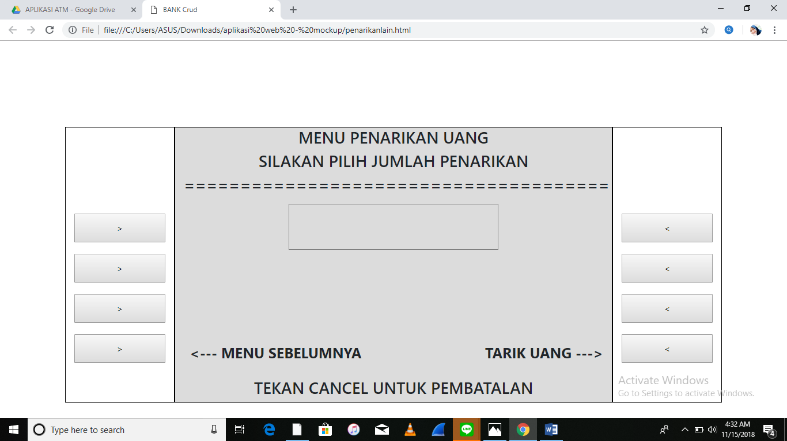 APLIKASI ATM - Google Drive
BANK Crud
File
file:///C:/Users/ASUS/Downloads/aplikasi%20web%20-%20mockup/penarikanlain.html
MENU PENARIKAN UANG
SILAKAN PILIH JUMLAH PENARIKAN
======================================
> <
> <
> <
> <
<--- MENU SEBELUMNYA TARIK UANG --->
TEKAN CANCEL UNTUK PEMBATALAN
Activate Windows
Go to Settings to activate Windows.
Type here to search
4:32 AM
11/15/2018
4